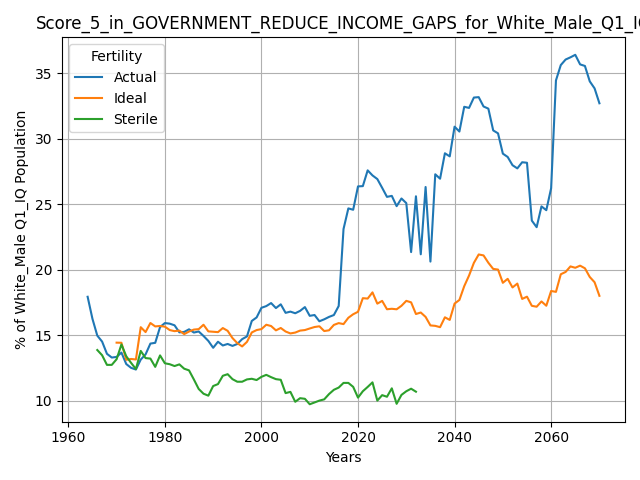 Score_5_in_GOVERNMENT_REDUCE_INCOME_GAPS_for_White_Male_Q1_IQ
Fertility
Actual
Ideal
Sterile
% of White_Male Q1_IQ Population
35
30
25
20
15
10
1960
1980
2000
2020
2040
2060
Years